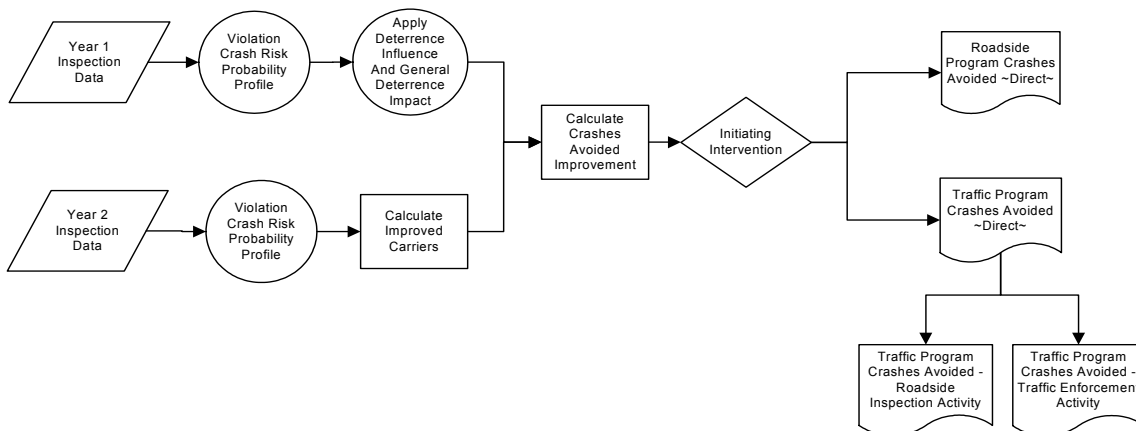 Year 1
Inspection
Data
Violation
Crash Risk
Probability
Profile
Apply
Deterrence
Influence
And General
Deterrence
Impact
Year 2
Inspection
Data
Violation
Crash Risk
Probability
Profile
Calculate
Improved
Carriers
Calculate
Crashes
Avoided
Improvement
Initiating
Intervention
Roadside
Program Crashes
Avoided ~Direct~
Traffic Program
Crashes Avoided
~Direct~
Traffic Program
Crashes Avoided -
Roadside
Inspection Activity
Traffic Program
Crashes Avoided -
Traffic Enforcement
Activity